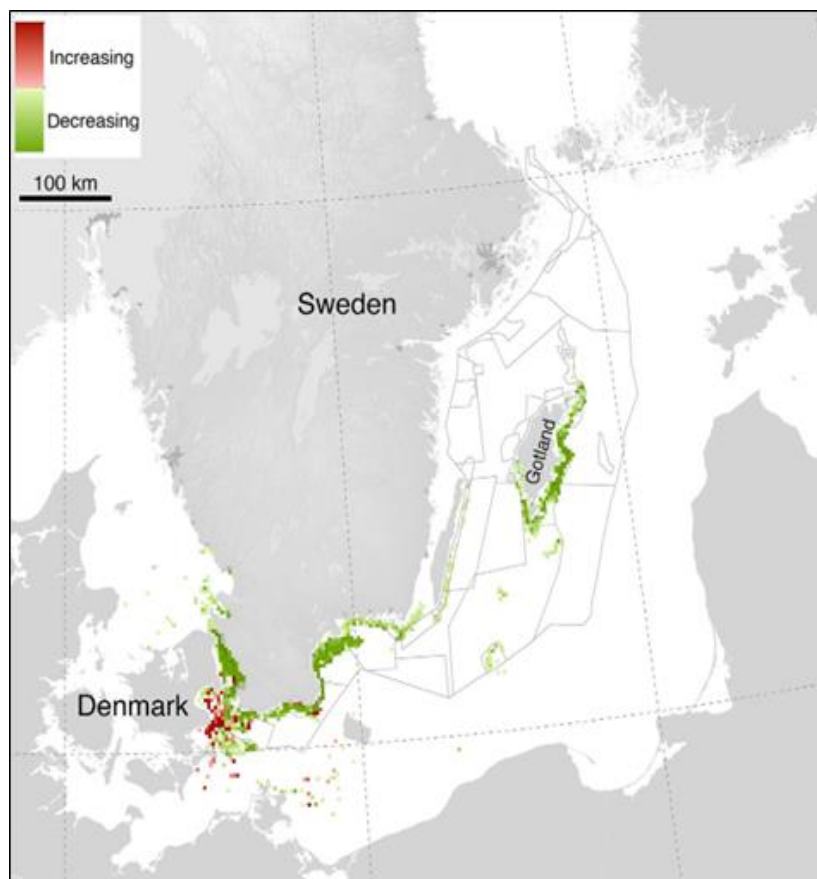 Increasing
Decreasing
100 km
Sweden
Gotland
Denmark